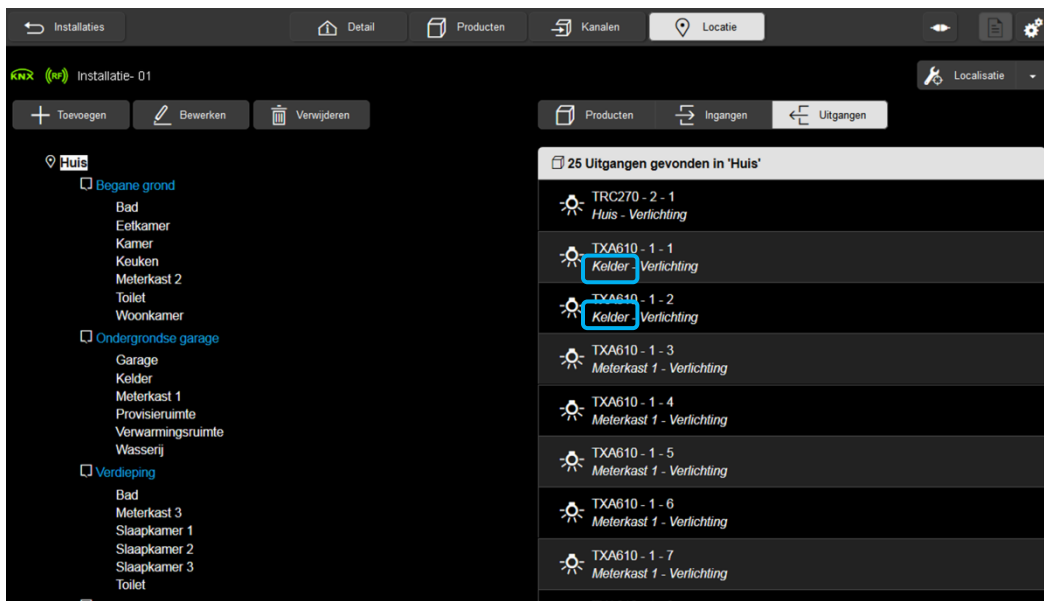 Installaties
Detail
Producten
Kanalen
Locatie
KNX ((RF)) Installatie- 01
Localisatie
Toevoegen
Bewerken
Verwijderen
Producten
Ingangen
Uitgangen
Huis
Begane grond
Bad
Eetkamer
Kamer
Keuken
Meterkast 2
Toilet
Woonkamer
Ondergrondse garage
Garage
Kelder
Meterkast 1
Provisieruimte
Verwarmingsruimte
Wasserij
Verdieping
Bad
Meterkast 3
Slaapkamer 1
Slaapkamer 2
Slaapkamer 3
Toilet
25 Uitgangen gevonden in 'Huis'
TRC270 - 2 - 1
Huis - Verlichting
TXA610 - 1 - 1
Kelder - Verlichting
TXA610 - 1 - 2
Kelder - Verlichting
TXA610 - 1 - 3
Meterkast 1 - Verlichting
TXA610 - 1 - 4
Meterkast 1 - Verlichting
TXA610 - 1 - 5
Meterkast 1 - Verlichting
TXA610 - 1 - 6
Meterkast 1 - Verlichting
TXA610 - 1 - 7
Meterkast 1 - Verlichting